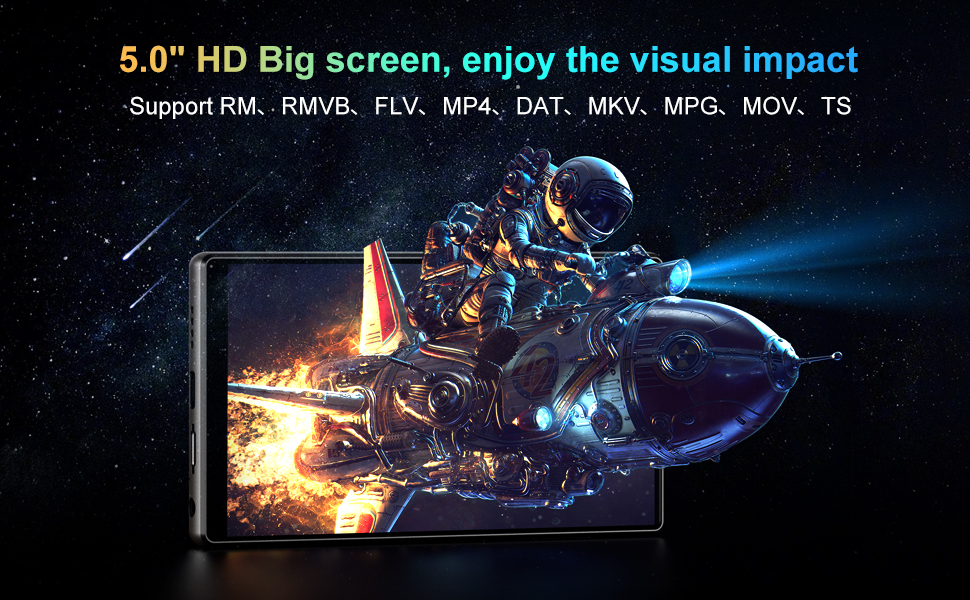 5.0" HD Big screen, enjoy the visual impact
Support RM、RMVB、FLV、MP4、DAT、MKV、MPG、MOV、TS
42